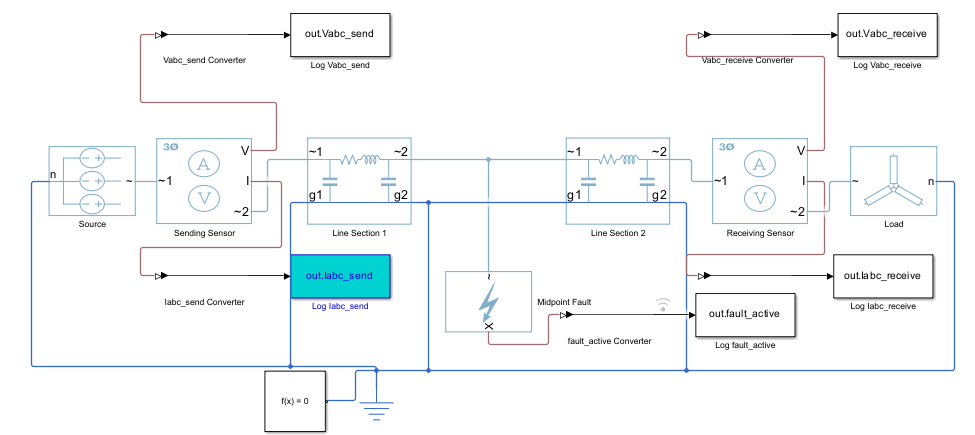 out.Vabc_send
Vabc_send Converter
Log Vabc_send
out.Vabc_receive
Vabc_receive Converter
Log Vabc_receive
n
~
Source
3Ø
A
V
~1
V
I
~2
Sending Sensor
~1
~2
g1
g2
Line Section 1
~1
~2
g1
g2
Line Section 2
3Ø
A
V
~1
V
I
~2
Receiving Sensor
~
n
Load
Iabc_send Converter
out.Iabc_send
Log Iabc_send
~
X
Midpoint Fault
fault_active Converter
out.fault_active
Log fault_active
out.Iabc_receive
Log Iabc_receive
f(x) = 0